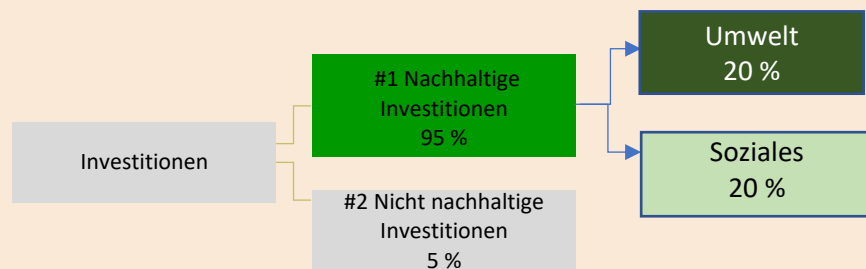 Investitionen
#1 Nachhaltige
Investitionen
95 %
#2 Nicht nachhaltige
Investitionen
5 %
Umwelt
20 %
Soziales
20 %